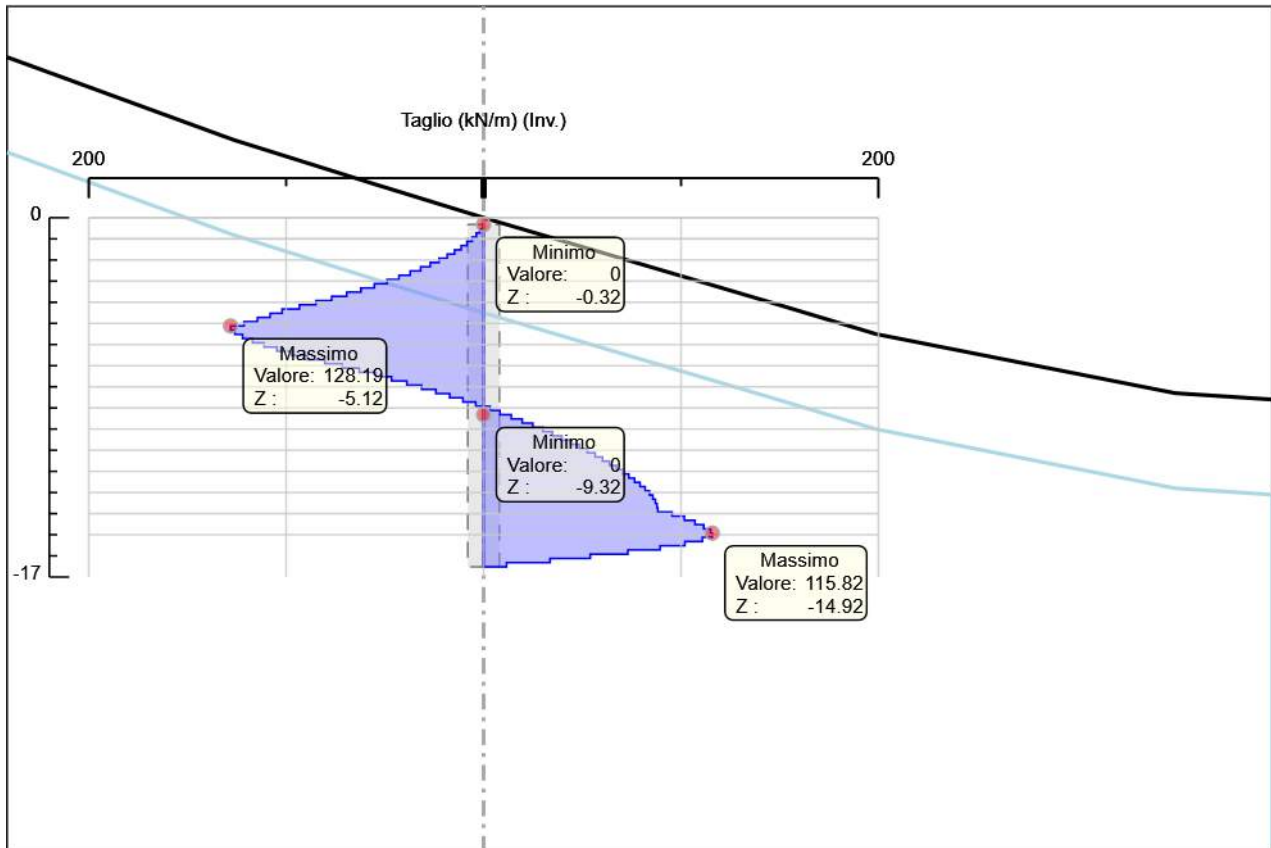 Taglio (kN/m) (Inv.)
200
200
0
Minimo
Valore: 0
Z : -0.32
Massimo
Valore: 128.19
Z : -5.12
Minimo
Valore: 0
Z : -9.32
Massimo
Valore: 115.82
Z : -14.92
-17